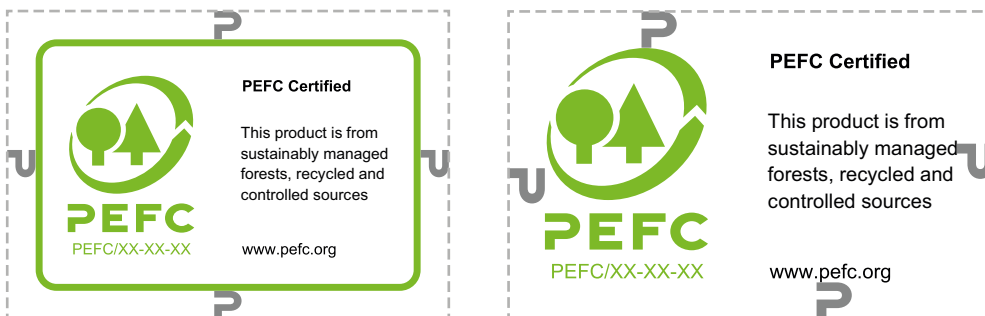 P
PEFC Certified
This product is from
sustainably managed
forests, recycled and
controlled sources
PEFC
PEFC/XX-XX-XX
www.pefc.org
P
P
P
P
PEFC Certified
This product is from
sustainably managed
forests, recycled and
controlled sources
PEFC
PEFC/XX-XX-XX
www.pefc.org
P
P
P